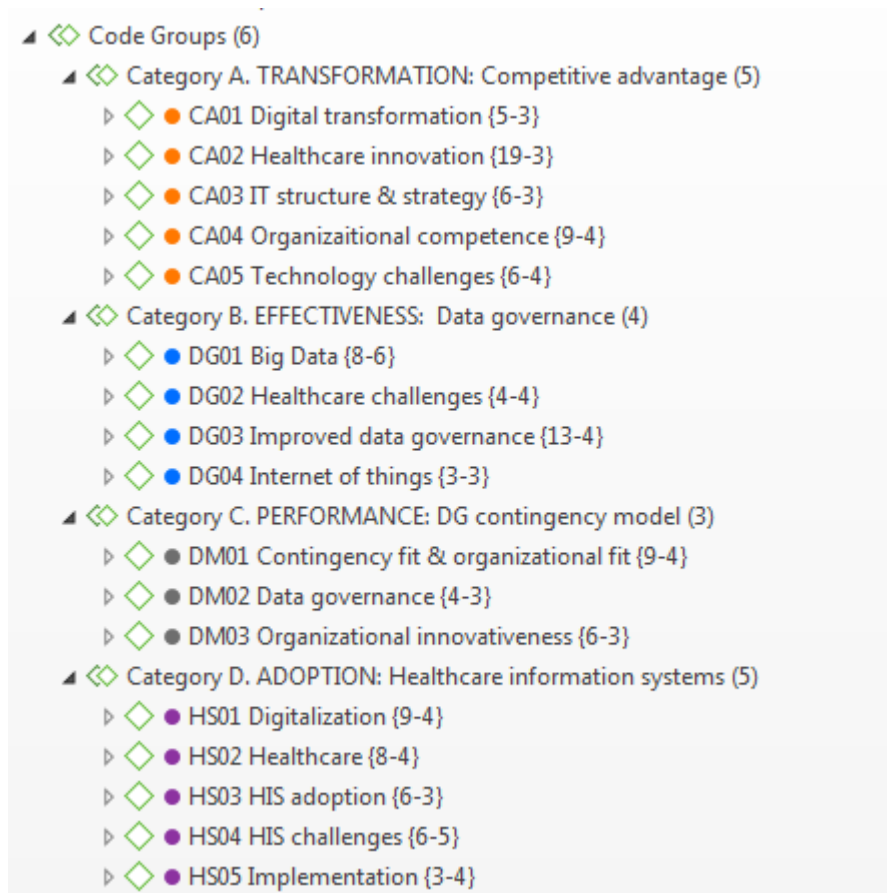 Code Groups (6)
Category A. TRANSFORMATION: Competitive advantage (5)
CA01 Digital transformation {5-3}
CA02 Healthcare innovation {19-3}
CA03 IT structure & strategy {6-3}
CA04 Organizaitional competence {9-4}
CA05 Technology challenges {6-4}
Category B. EFFECTIVENESS:  Data governance (4)
DG01 Big Data {8-6}
DG02 Healthcare challenges {4-4}
DG03 Improved data governance {13-4}
DG04 Internet of things {3-3}
Category C. PERFORMANCE: DG contingency model (3)
DM01 Contingency fit & organizational fit {9-4}
DM02 Data governance {4-3}
DM03 Organizational innovativeness {6-3}
Category D. ADOPTION: Healthcare information systems (5)
HS01 Digitalization {9-4}
HS02 Healthcare {8-4}
HS03 HIS adoption {6-3}
HS04 HIS challenges {6-5}
HS05 Implementation {3-4}